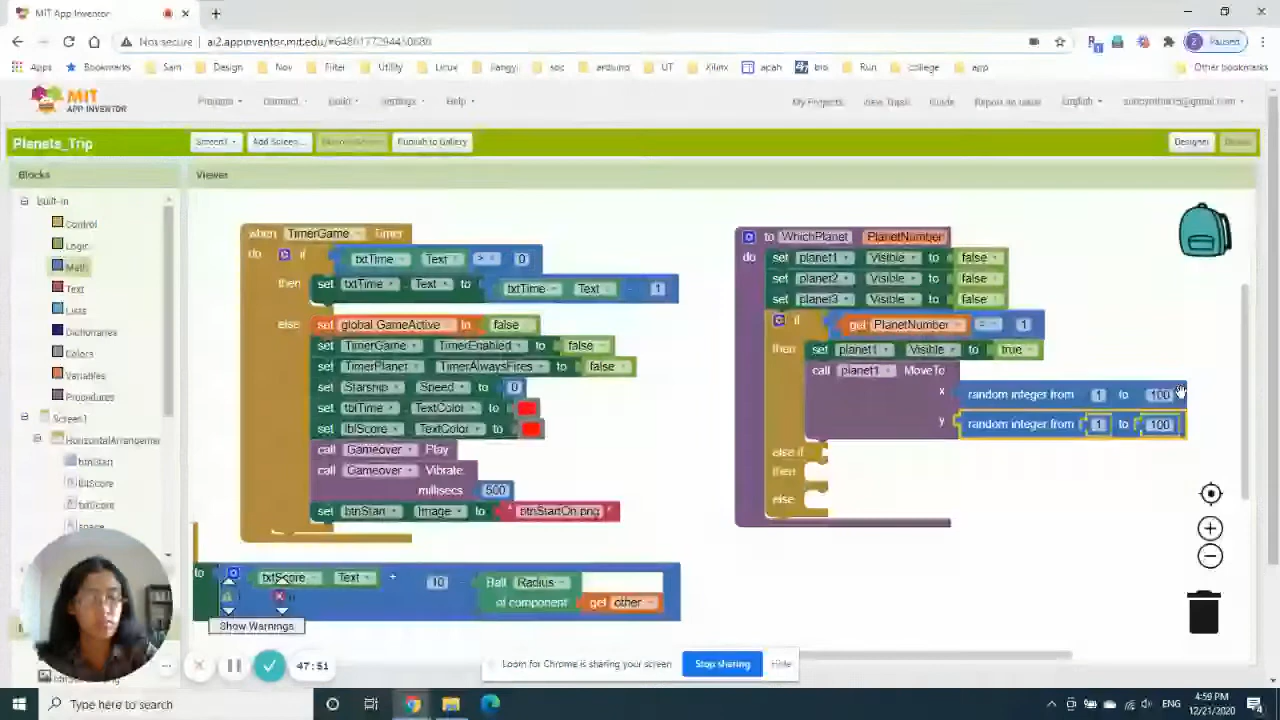 MIT App Inventor
Not secure
Paused
Apps Bookmarks Sam Design Nov Filter Utility Linux Jiangyi soc arduino UT Xilinx apah bio Run college app Other bookmarks
MIT
APP INVENTOR
Projects Connect Build Settings Help My Projects View Trash Guide Report an Issue English
Planets_Trip Screen1 Add Screen... Publish to Gallery Designer
Blocks Viewer
Built-in
Control
Logic
Math
Text
Lists
Dictionaries
Colors
Variables
Procedures
Screen1
HorizontalArrangemer
btnStart
lblScore
txtScore
space
when TimerGame Timer
do if txtTime Text > 0
then set txtTime Text to txtTime Text - 1
else set global GameActive to false
set TimerGame TimerEnabled to false
set TimerPlanet TimerAlwaysFires to false
set Starship Speed to 0
set tblTime TextColor to
set lblScore TextColor to
call Gameover Play
call Gameover Vibrate
millisecs 500
set btnStart Image to btnStartOn.png
to txtScore Text + 10 Ball Radius
of component get other
Show Warnings
to WhichPlanet PlanetNumber
do set planet1 Visible to false
set planet2 Visible to false
set planet3 Visible to false
if get PlanetNumber = 1
then set planet1 Visible to true
call planet1 MoveTo
x random integer from 1 to 100
y random integer from 1 to 100
else if
then
else
47:51
Loom for Chrome is sharing your screen Stop sharing Hide
Type here to search
ENG
4:59 PM
12/21/2020